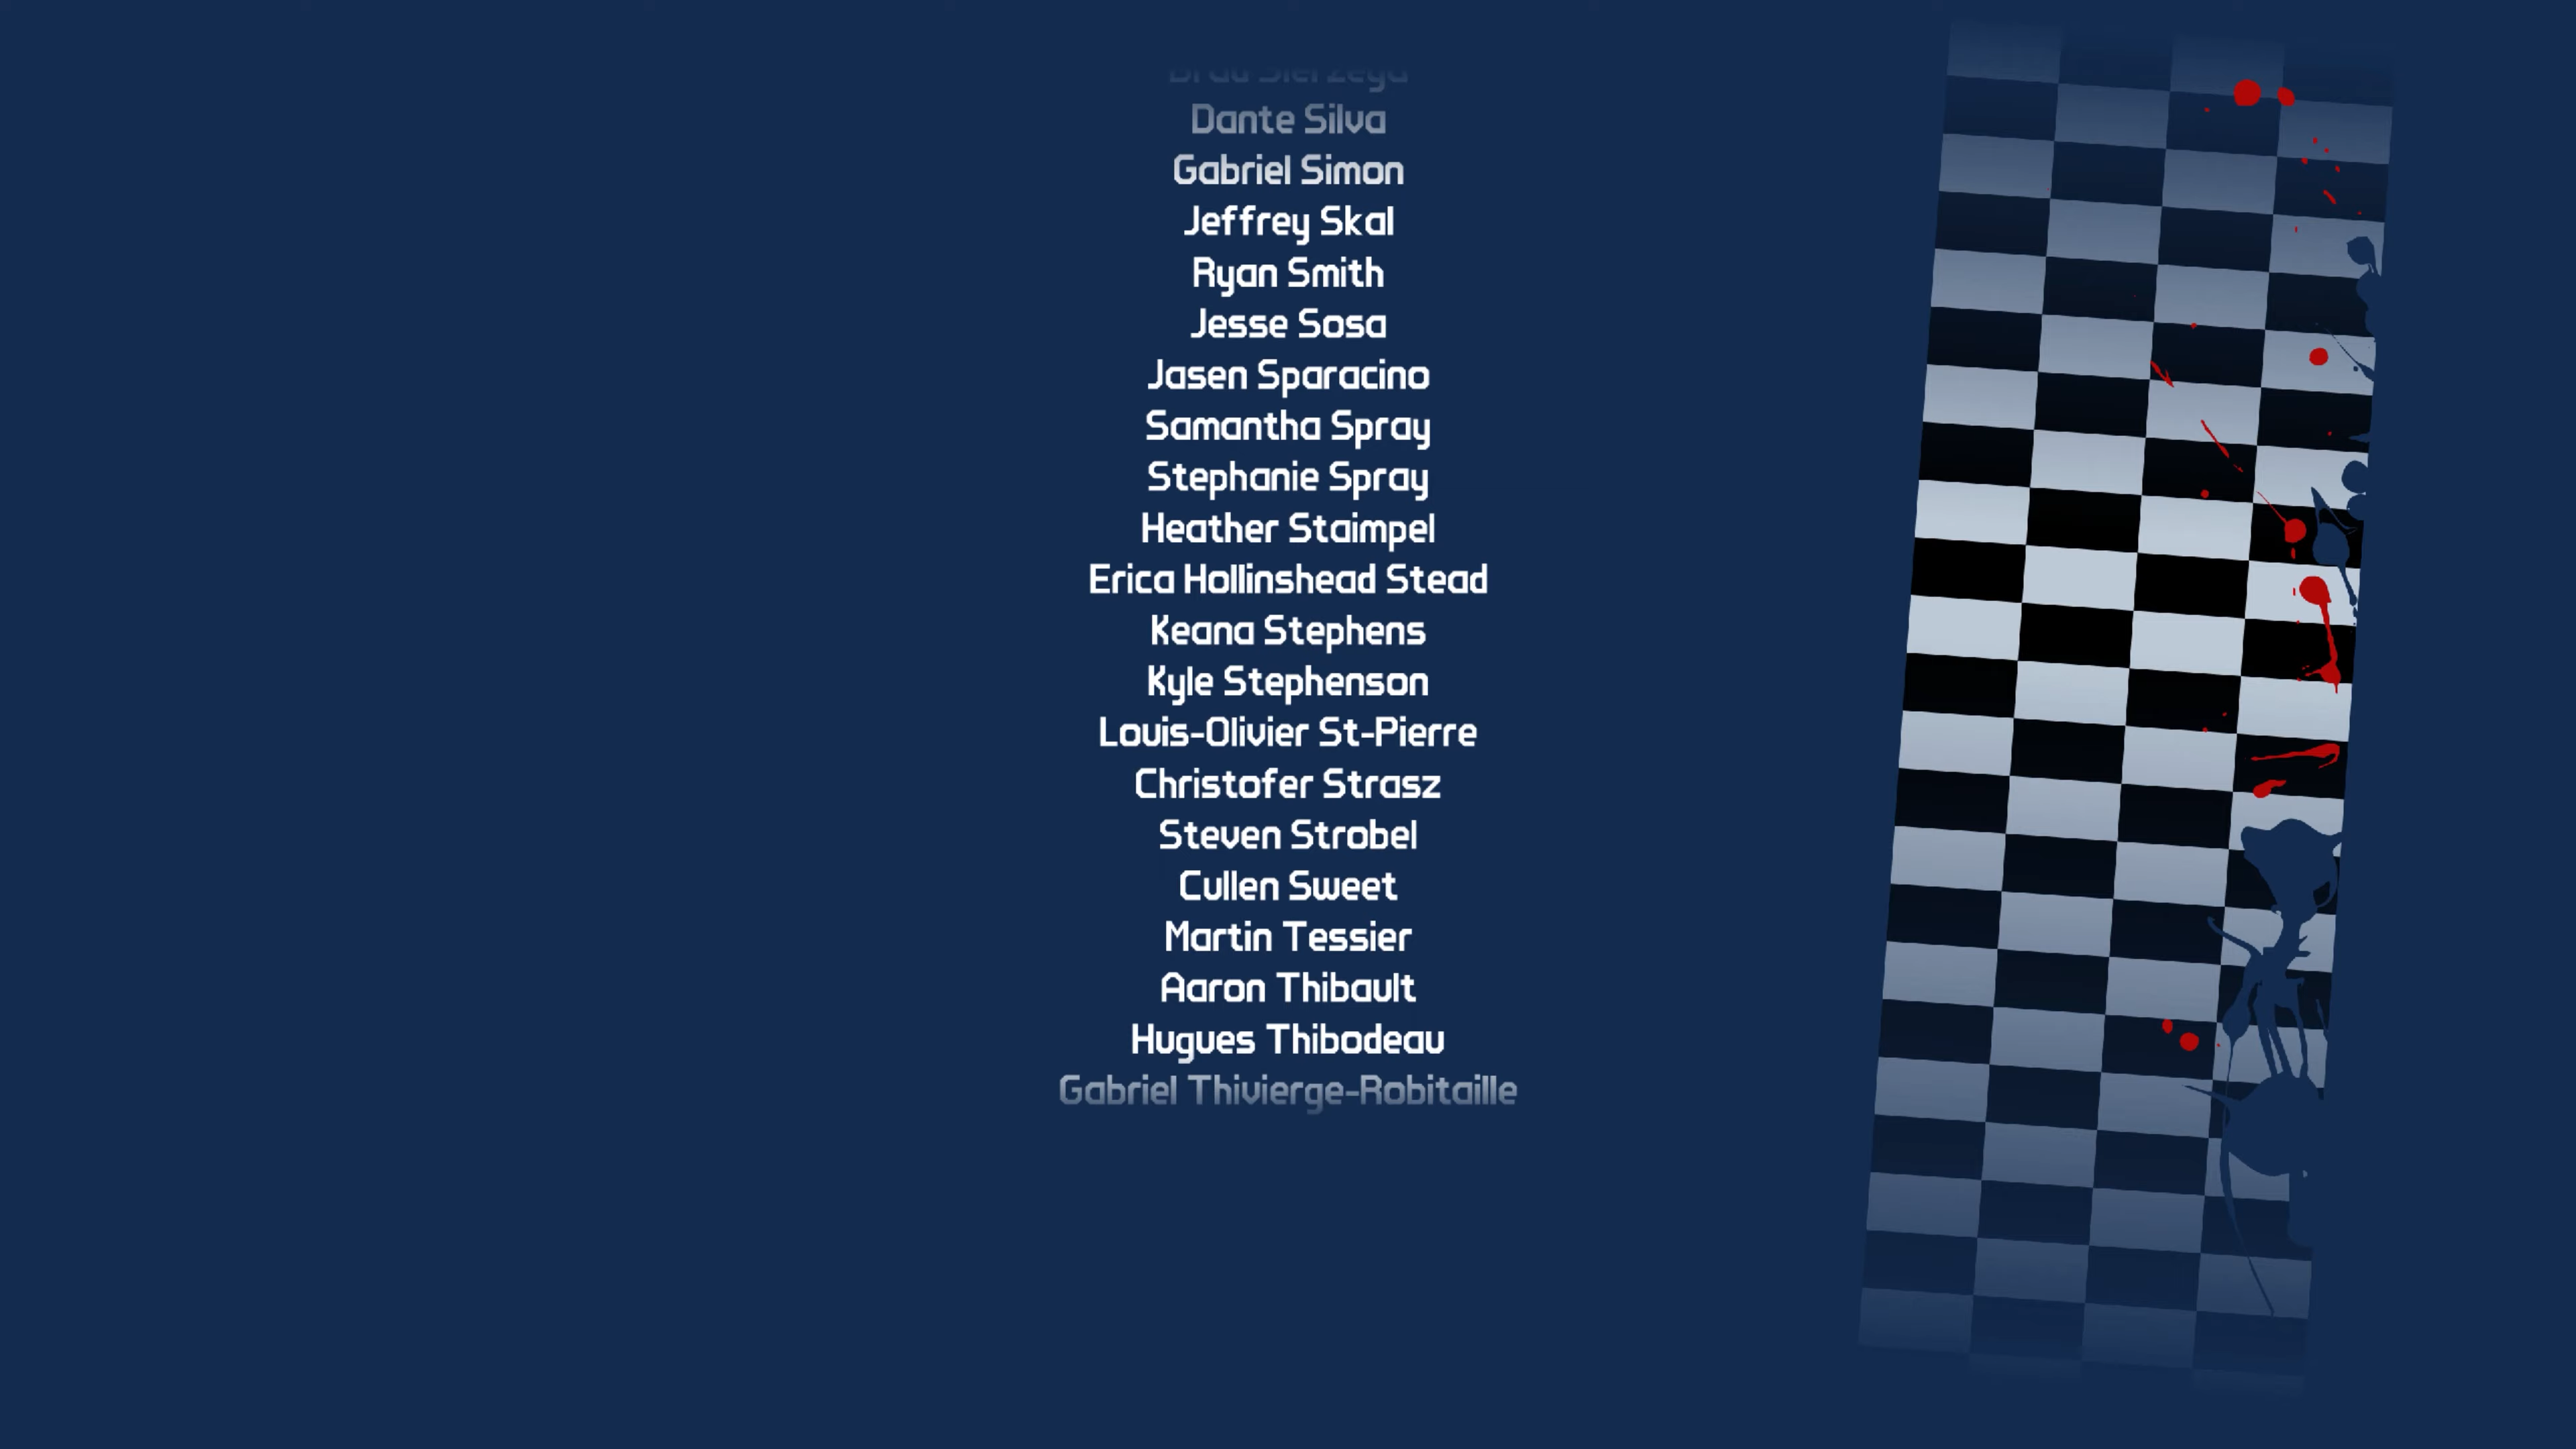 Dante Silva
Gabriel Simon
Jeffrey Skal
Ryan Smith
Jesse Sosa
Jasen Sparacino
Samantha Spray
Stephanie Spray
Heather Staimpel
Erica Hollinshead Stead
Keana Stephens
Kyle Stephenson
Louis-Olivier St-Pierre
Christofer Strasz
Steven Strobel
Cullen Sweet
Martin Tessier
Aaron Thibault
Hugues Thibodeau
Gabriel Thivierge-Robitaille